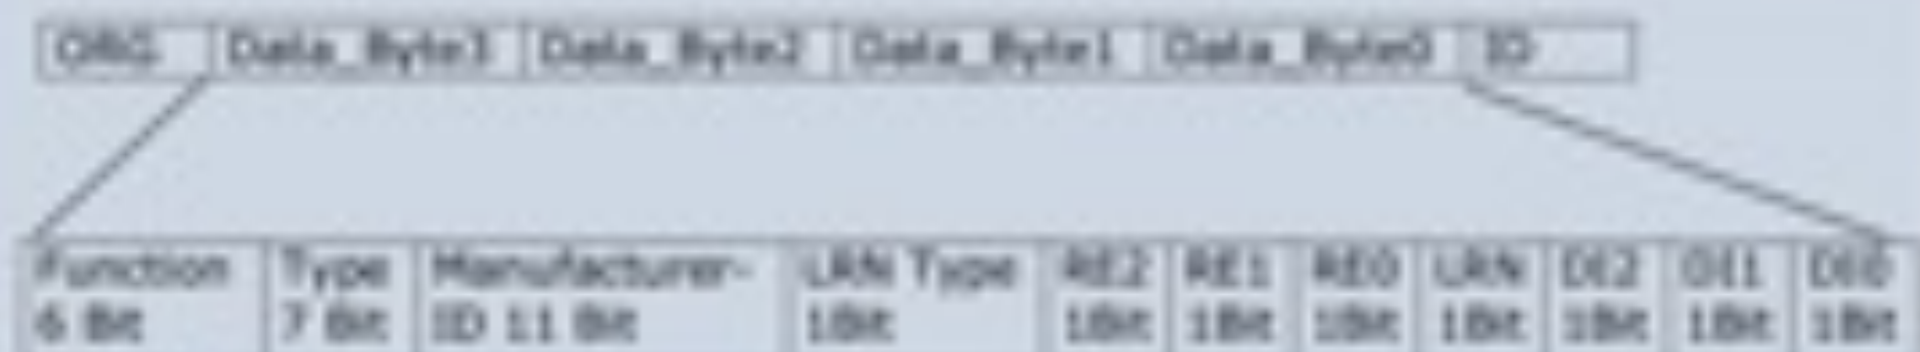 ORG Data_Byte3 Data_Byte2 Data_Byte1 Data_Byte0 ID
Function Type Manufacturer- LRN Type RE2 RE1 RE0 LRN DI2 DI1 DI0
6 Bit 7 Bit ID 11 Bit 1Bit 1Bit 1Bit 1Bit 1Bit 1Bit 1Bit 1Bit